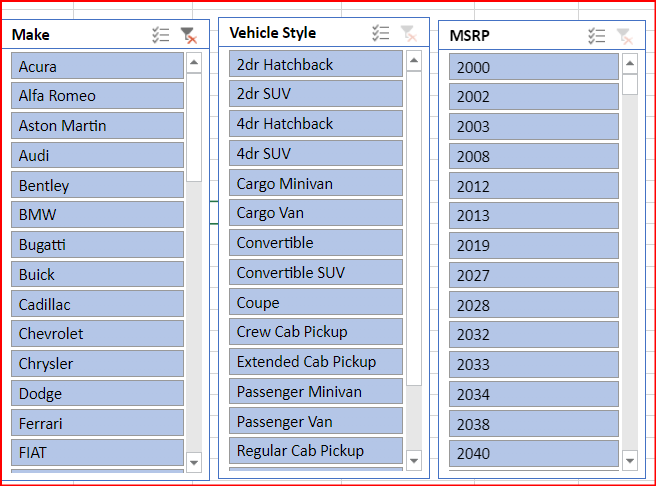 Make
Acura
Alfa Romeo
Aston Martin
Audi
Bentley
BMW
Bugatti
Buick
Cadillac
Chevrolet
Chrysler
Dodge
Ferrari
FIAT
Vehicle Style
2dr Hatchback
2dr SUV
4dr Hatchback
4dr SUV
Cargo Minivan
Cargo Van
Convertible
Convertible SUV
Coupe
Crew Cab Pickup
Extended Cab Pickup
Passenger Minivan
Passenger Van
Regular Cab Pickup
MSRP
2000
2002
2003
2008
2012
2013
2019
2027
2028
2032
2033
2034
2038
2040